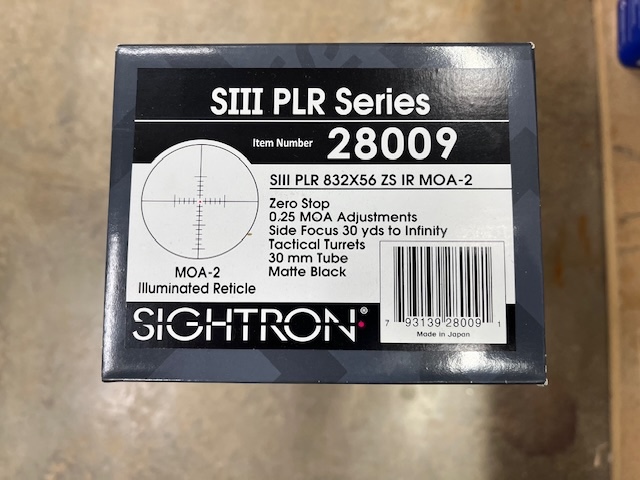 SIII PLR Series
Item Number 28009
SIII PLR 832X56 ZS IR MOA-2
Zero Stop
0.25 MOA Adjustments
Side Focus 30 yds to Infinity
Tactical Turrets
30 mm Tube
Matte Black
MOA-2
Illuminated Reticle
SIGHTRON®
7 93139 28009 1
Made in Japan